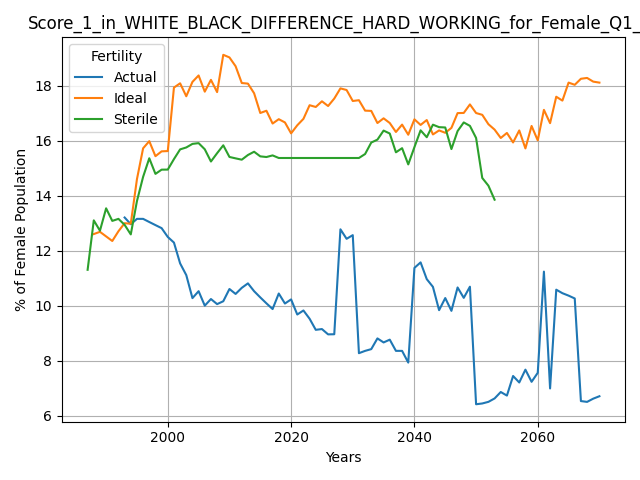 Score_1_in_WHITE_BLACK_DIFFERENCE_HARD_WORKING_for_Female_Q1_
Fertility
Actual
Ideal
Sterile
% of Female Population
18
16
14
12
10
8
6
2000 2020 2040 2060
Years